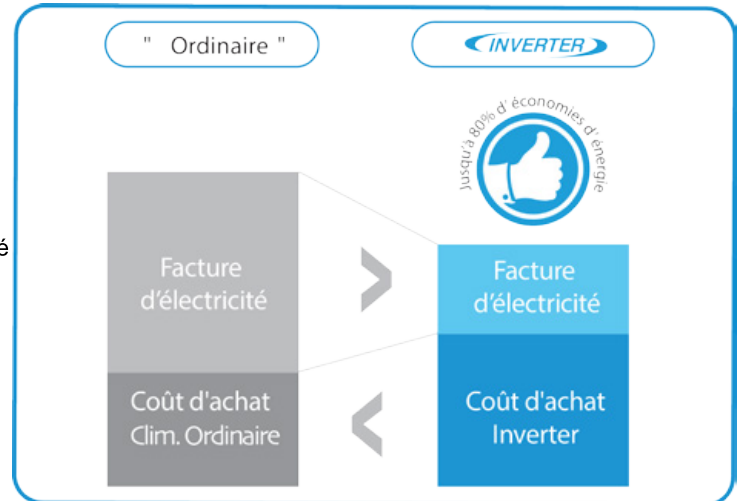 " Ordinaire "
INVERTER
Jusqu'à 80% d' économies d' énergie
é
Facture
d'électricité
>
Facture
d'électricité
Coût d'achat
Clim. Ordinaire
<
Coût d'achat
Inverter